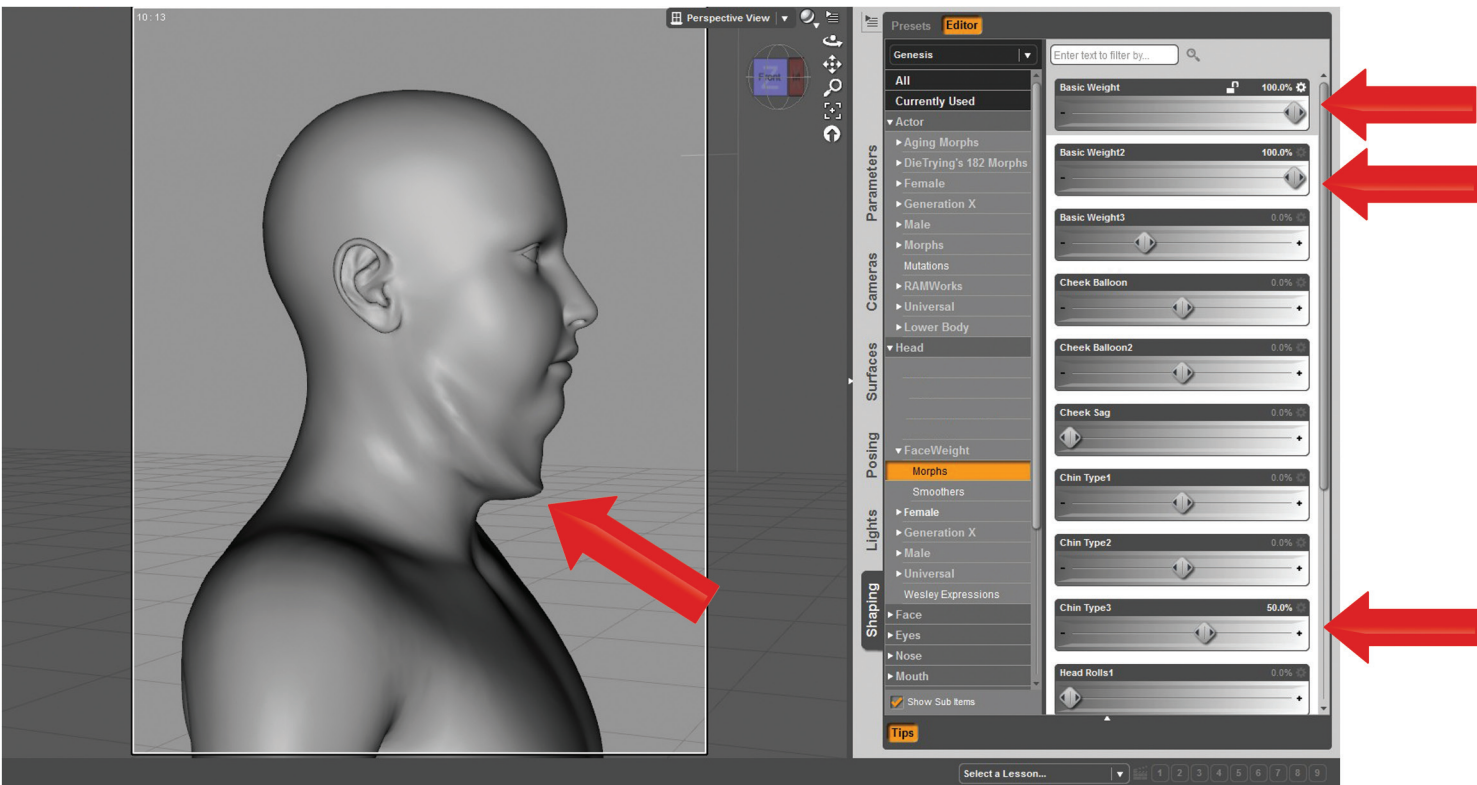 10 : 13
Perspective View
Front
Parameters
Cameras
Surfaces
Posing
Lights
Shaping
Presets Editor
Genesis
All
Currently Used
Actor
Aging Morphs
DieTrying's 182 Morphs
Female
Generation X
Male
Morphs
Mutations
RAMWorks
Universal
Lower Body
Head
FaceWeight
Morphs
Smoothers
Female
Generation X
Male
Universal
Wesley Expressions
Face
Eyes
Nose
Mouth
Show Sub Items
Tips
Enter text to filter by...
Basic Weight 100.0%
-
Basic Weight2 100.0%
-
Basic Weight3 0.0%
- +
Cheek Balloon 0.0%
- +
Cheek Balloon2 0.0%
- +
Cheek Sag 0.0%
+
Chin Type1 0.0%
- +
Chin Type2 0.0%
- +
Chin Type3 50.0%
- +
Head Rolls1 0.0%
+
Select a Lesson...
1 2 3 4 5 6 7 8 9